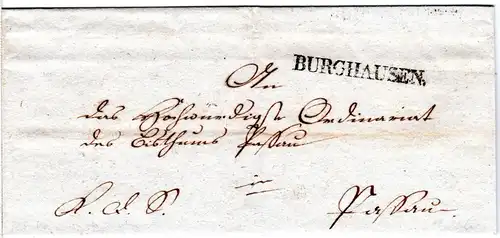 BURGHAUSEN.
An
das Hochwürdigste Ordinariat
des Bisthums Passau
in
R. d. S. Passau